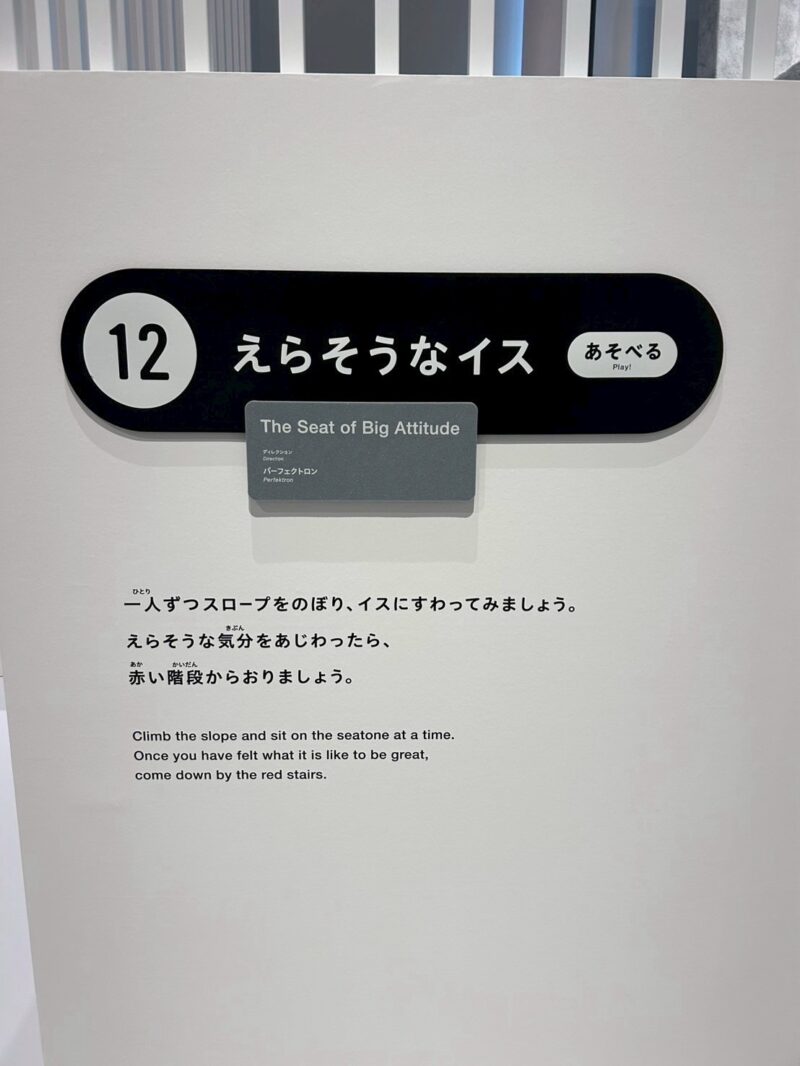 12
えらそうなイス
あそべる
Play!
The Seat of Big Attitude
ディレクション
Direction
パーフェクトロン
Perfektron
ひとり
一人ずつスロープをのぼり、イスにすわってみましょう。
きぶん
えらそうな気分をあじわったら、
あか かいだん
赤い階段からおりましょう。
Climb the slope and sit on the seatone at a time.
Once you have felt what it is like to be great,
come down by the red stairs.